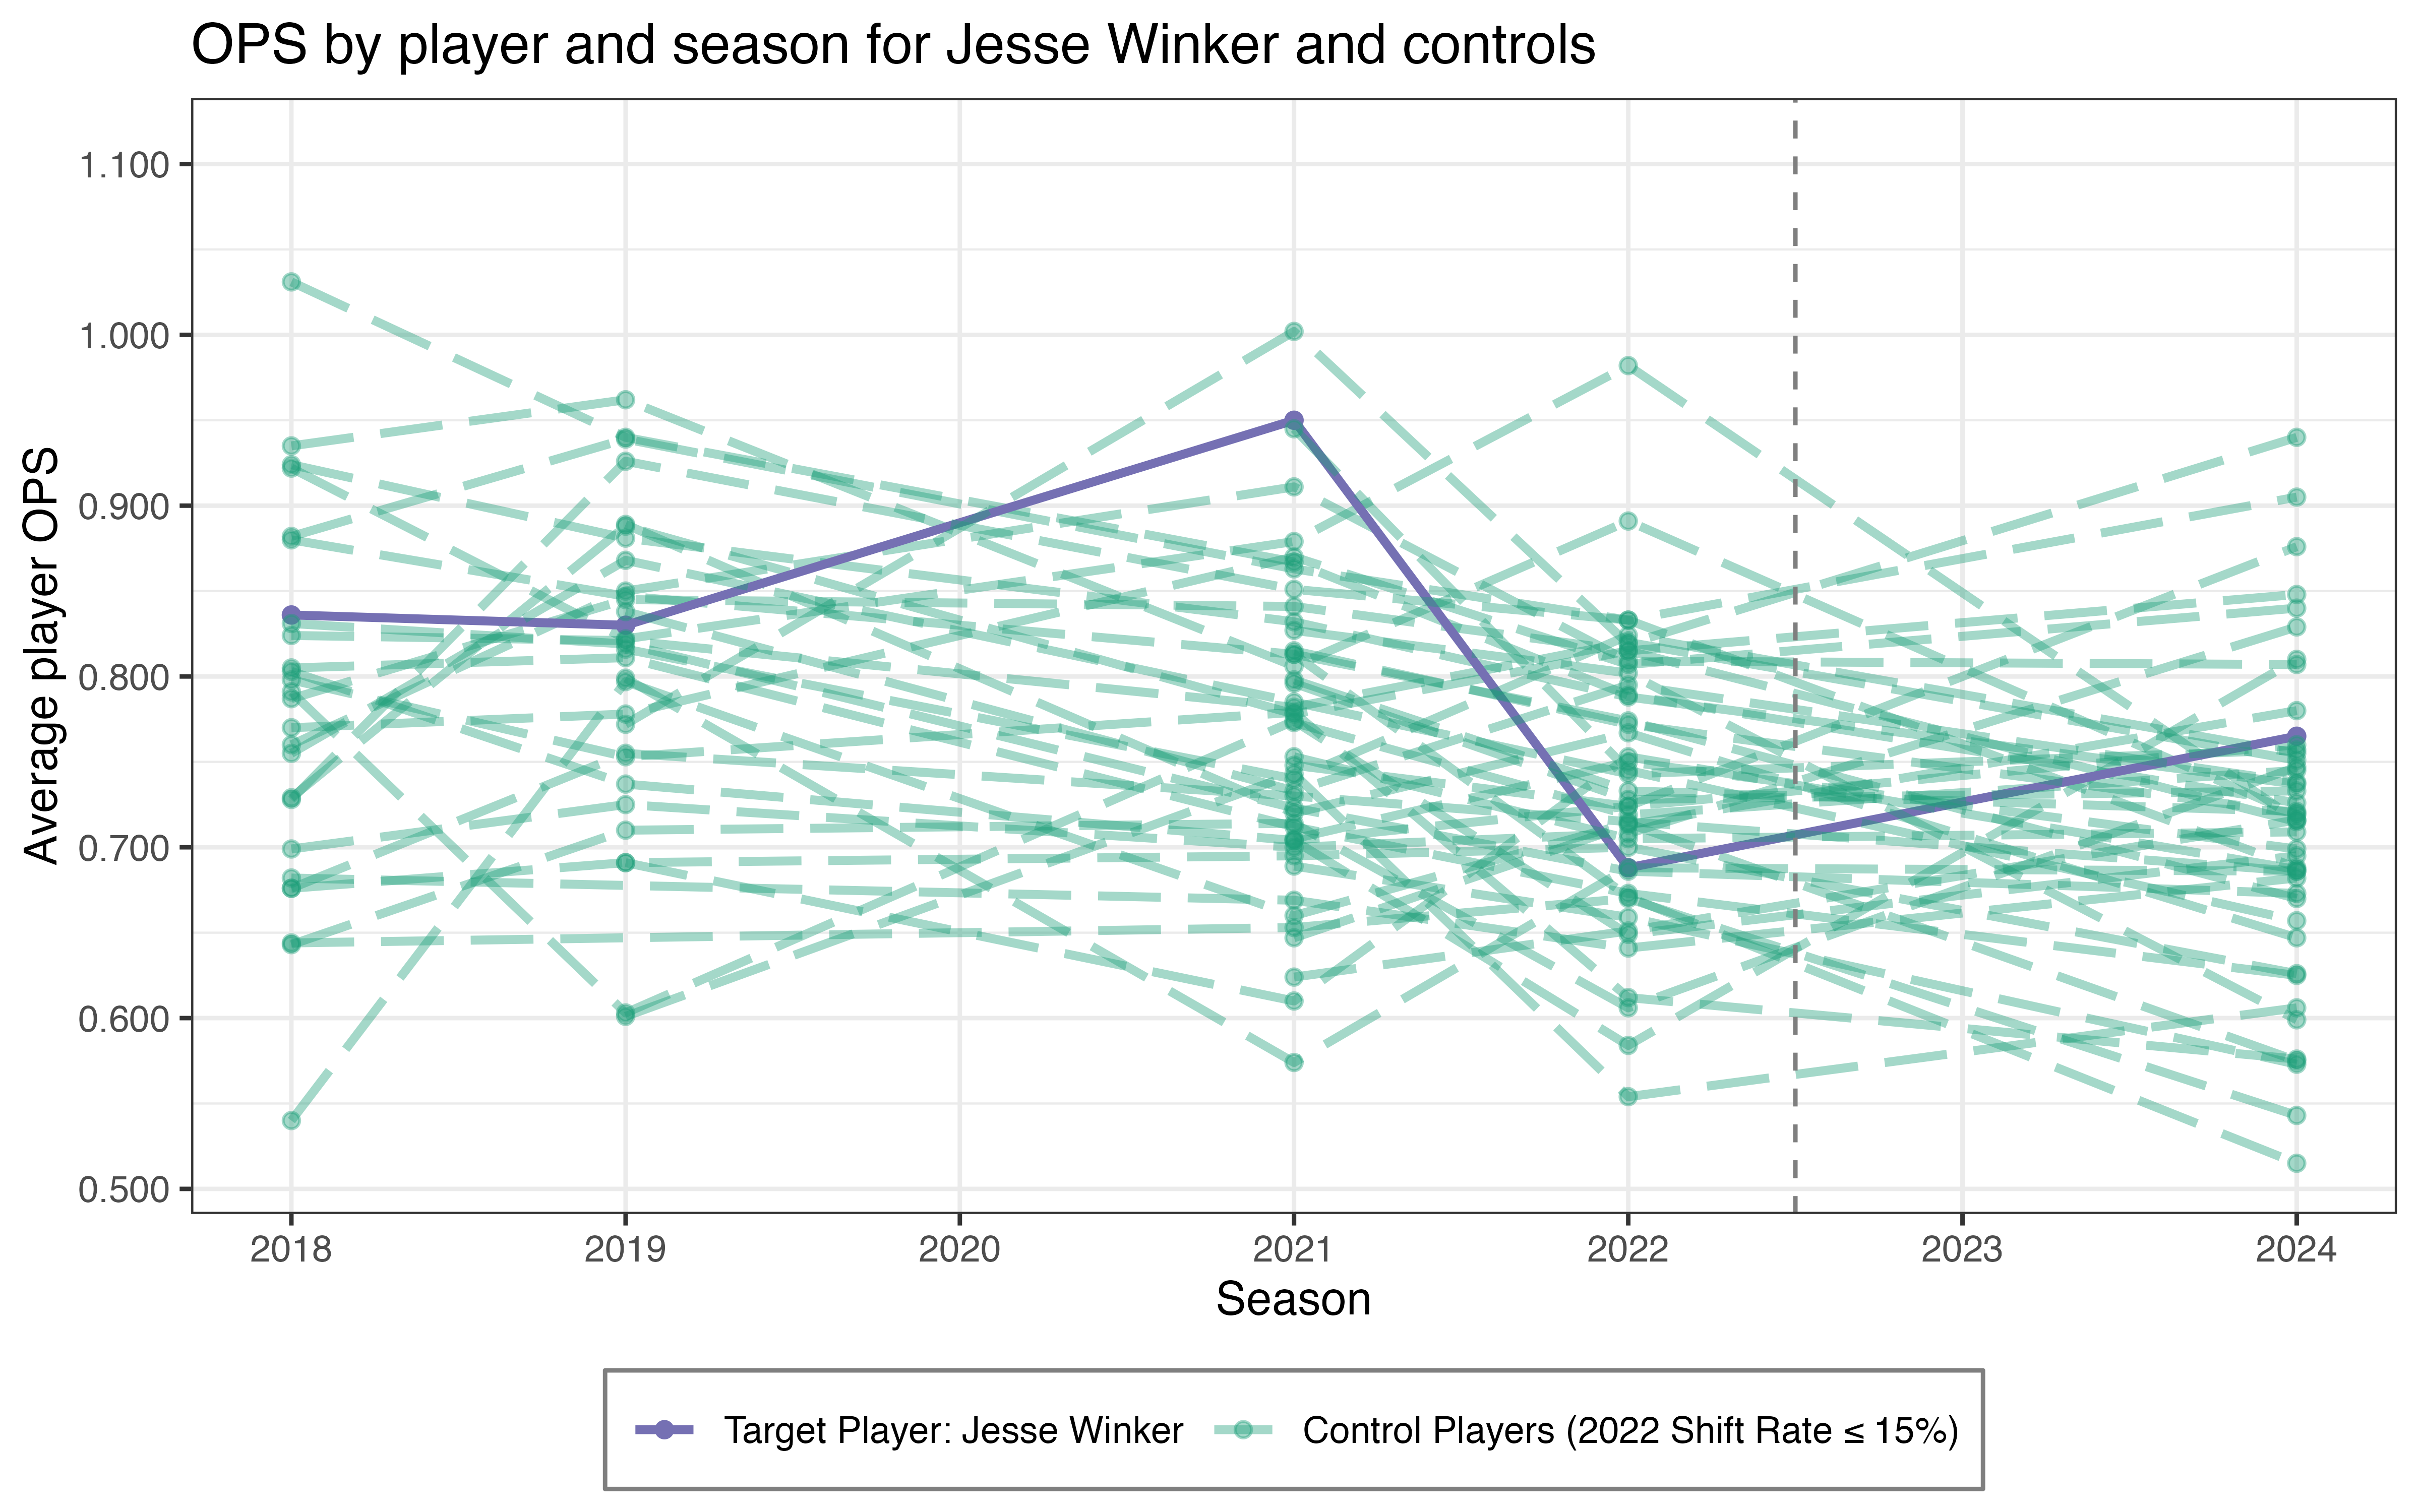 OPS by player and season for Jesse Winker and controls
Average player OPS
1.100
1.000
0.900
0.800
0.700
0.600
0.500
2018 2019 2020 2021 2022 2023 2024
Season
Target Player: Jesse Winker Control Players (2022 Shift Rate ≤ 15%)